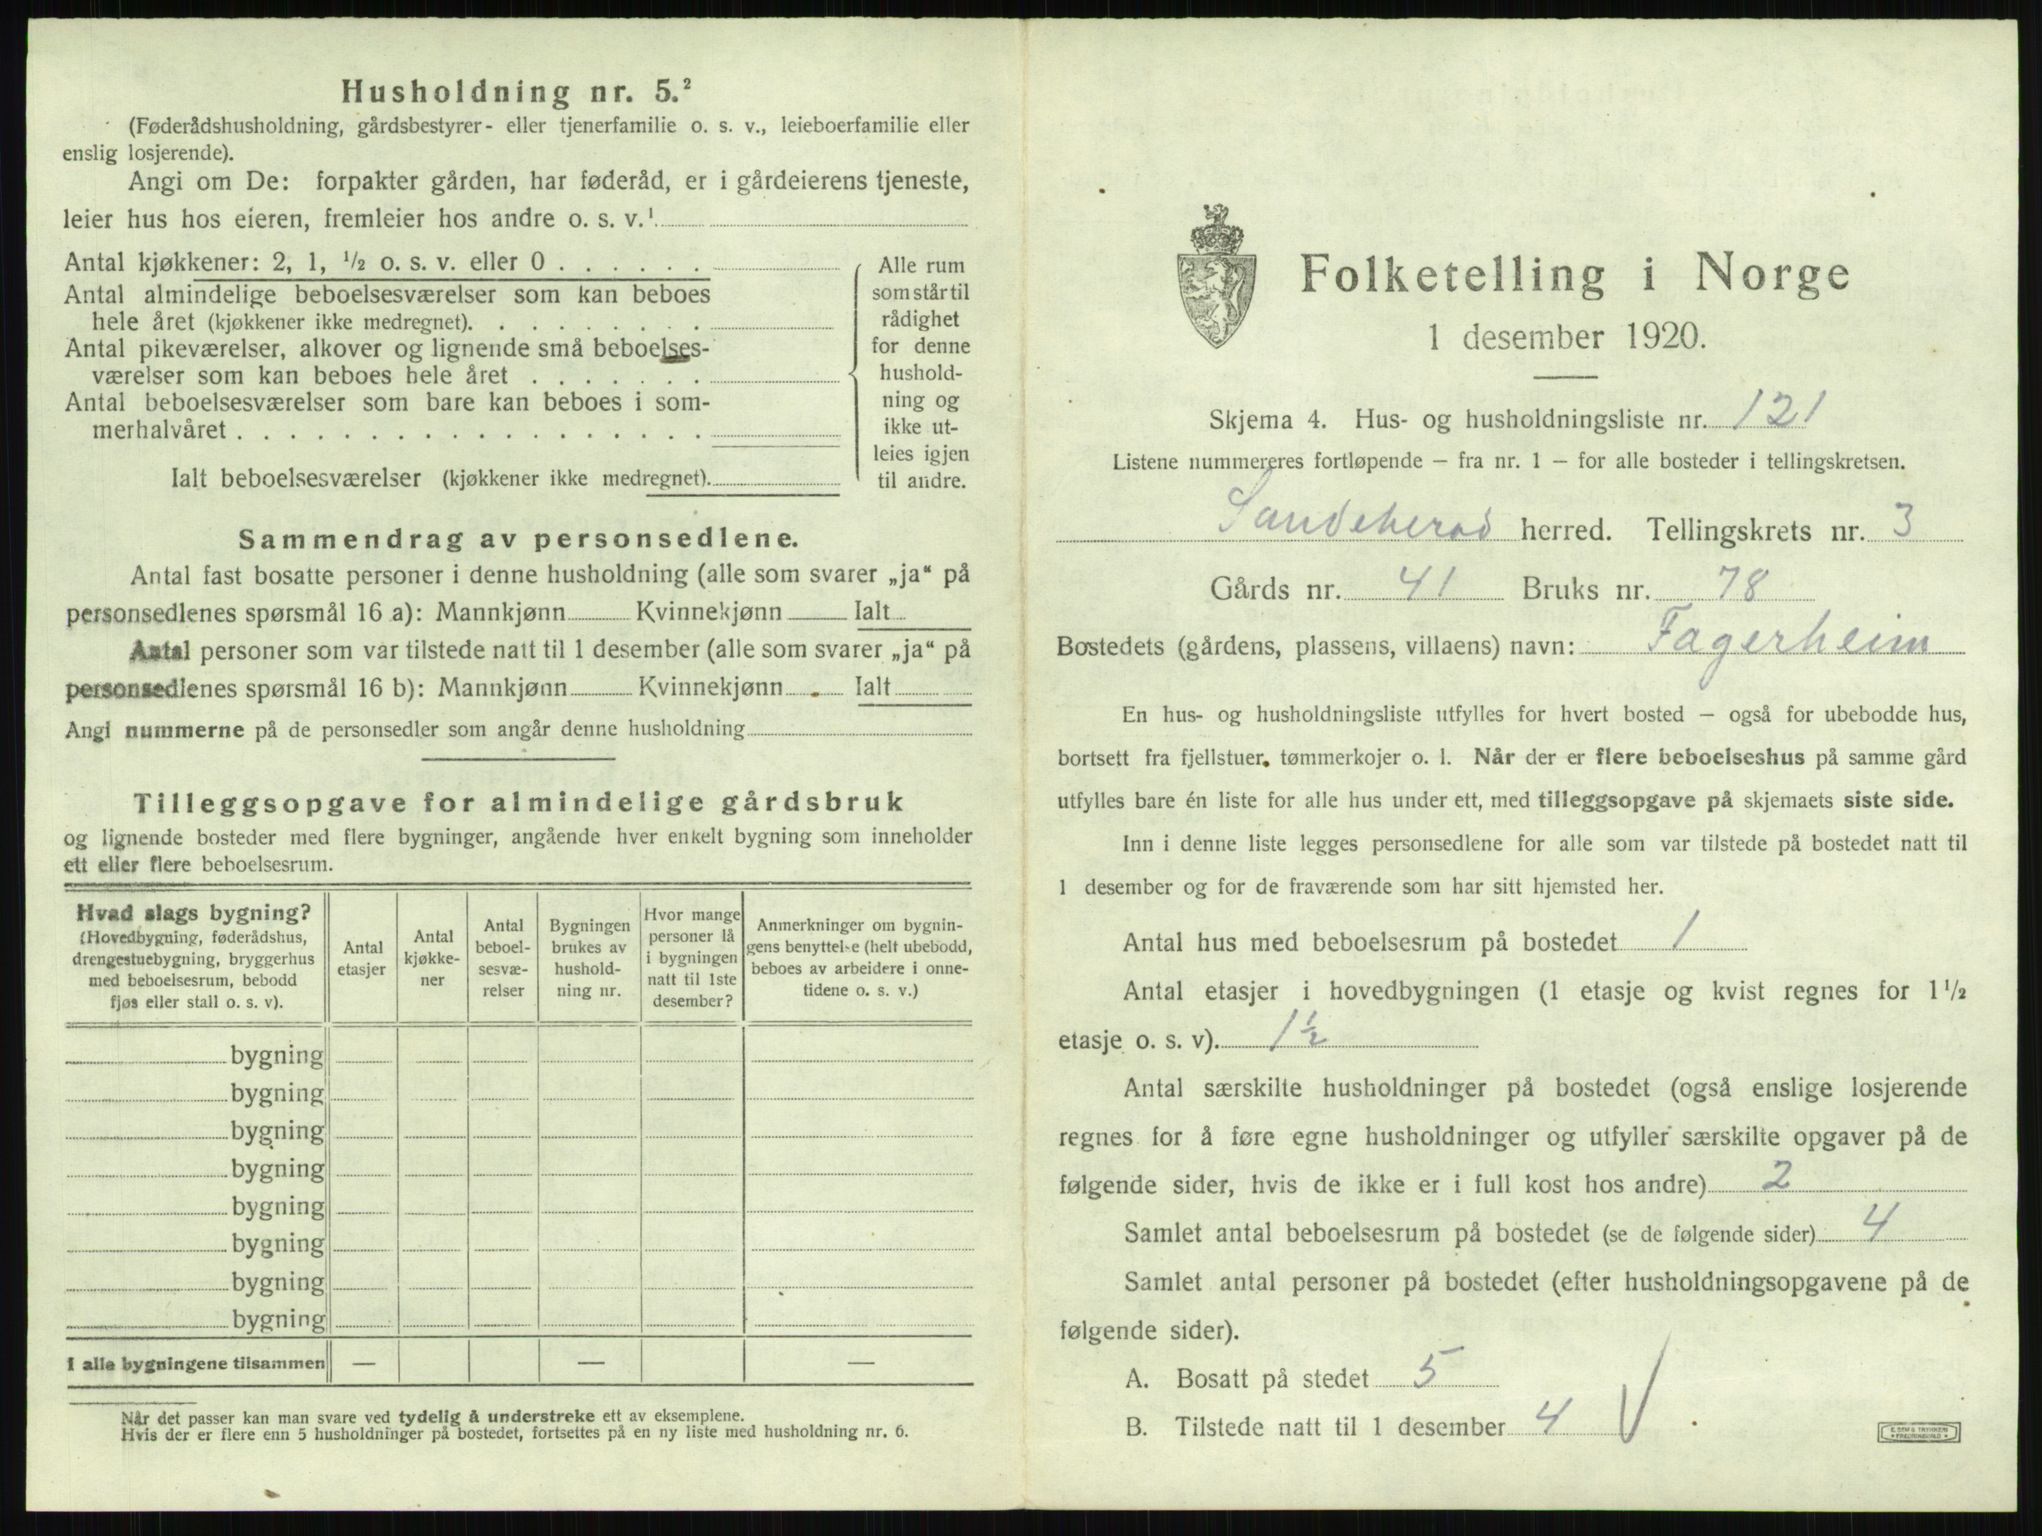 Husholdning nr. 5.²
(Føderådshusholdning, gårdsbestyrer- eller tjenerfamilie o. s. v., leieboerfamilie eller
enslig losjerende).
Angi om De: forpakter gården, har føderåd, er i gårdeierens tjeneste,
leier hus hos eieren, fremleier hos andre o. s. v.¹
Antal kjøkkener: 2, 1, ½ o. s. v. eller 0 . . . . . .
Antal almindelige beboelsesværelser som kan beboes
hele året (kjøkkener ikke medregnet). . . . . . . . .
Antal pikeværelser, alkover og lignende små beboelses-
værelser som kan beboes hele året . . . . . . .
Antal beboelsesværelser som bare kan beboes i som-
merhalvåret . . . . . . . . . . . . . . . . . .
Ialt beboelsesværelser (kjøkkener ikke medregnet).
Alle rum
som står til
rådighet
for denne
hushold-
ning og
ikke ut-
leies igjen
til andre.
Sammendrag av personsedlene.
Antal fast bosatte personer i denne husholdning (alle som svarer „ja“ på
personsedlenes spørsmål 16 a): Mannkjønn Kvinnekjønn Ialt
Antal personer som var tilstede natt til 1 desember (alle som svarer „ja“ på
personsedlenes spørsmål 16 b): Mannkjønn Kvinnekjønn Ialt
Angi nummerne på de personsedler som angår denne husholdning
Tilleggsopgave for almindelige gårdsbruk
og lignende bosteder med flere bygninger, angående hver enkelt bygning som inneholder
ett eller flere beboelsesrum.
Hvad slags bygning?
(Hovedbygning, føderådshus,
drengestuebygning, bryggerhus
med beboelsesrum, bebodd
fjøs eller stall o. s. v).
Antal
etasjer
Antal
kjøkke-
ner
Antal
beboel-
sesvæ-
relser
Bygningen
brukes av
hushold-
ning nr.
Hvor mange
personer lå
i bygningen
natt til 1ste
desember?
Anmerkninger om bygnin-
gens benyttelse (helt ubebodd,
beboes av arbeidere i onne-
tidene o. s. v.)
bygning
bygning
bygning
bygning
bygning
bygning
bygning
bygning
I alle bygningene tilsammen — — —
Når det passer kan man svare ved tydelig å understreke ett av eksemplene.
Hvis der er flere enn 5 husholdninger på bostedet, fortsettes på en ny liste med husholdning nr. 6.
Folketelling i Norge
1 desember 1920.
Skjema 4. Hus- og husholdningsliste nr. 121
Listene nummereres fortløpende – fra nr. 1 – for alle bosteder i tellingskretsen.
Sandeherad herred. Tellingskrets nr. 3
Gårds nr. 41 Bruks nr. 78
Bostedets (gårdens, plassens, villaens) navn: Fagerheim
En hus- og husholdningsliste utfylles for hvert bosted – også for ubebodde hus,
bortsett fra fjellstuer, tømmerkojer o. l. Når der er flere beboelseshus på samme gård
utfylles bare én liste for alle hus under ett, med tilleggsopgave på skjemaets siste side.
Inn i denne liste legges personsedlene for alle som var tilstede på bostedet natt til
1 desember og for de fraværende som har sitt hjemsted her.
Antal hus med beboelsesrum på bostedet 1
Antal etasjer i hovedbygningen (1 etasje og kvist regnes for 1½
etasje o. s. v). 1½
Antal særskilte husholdninger på bostedet (også enslige losjerende
regnes for å føre egne husholdninger og utfyller særskilte opgaver på de
følgende sider, hvis de ikke er i full kost hos andre) 2
Samlet antal beboelsesrum på bostedet (se de følgende sider) 4
Samlet antal personer på bostedet (efter husholdningsopgavene på de
følgende sider).
A. Bosatt på stedet 5
B. Tilstede natt til 1 desember 4